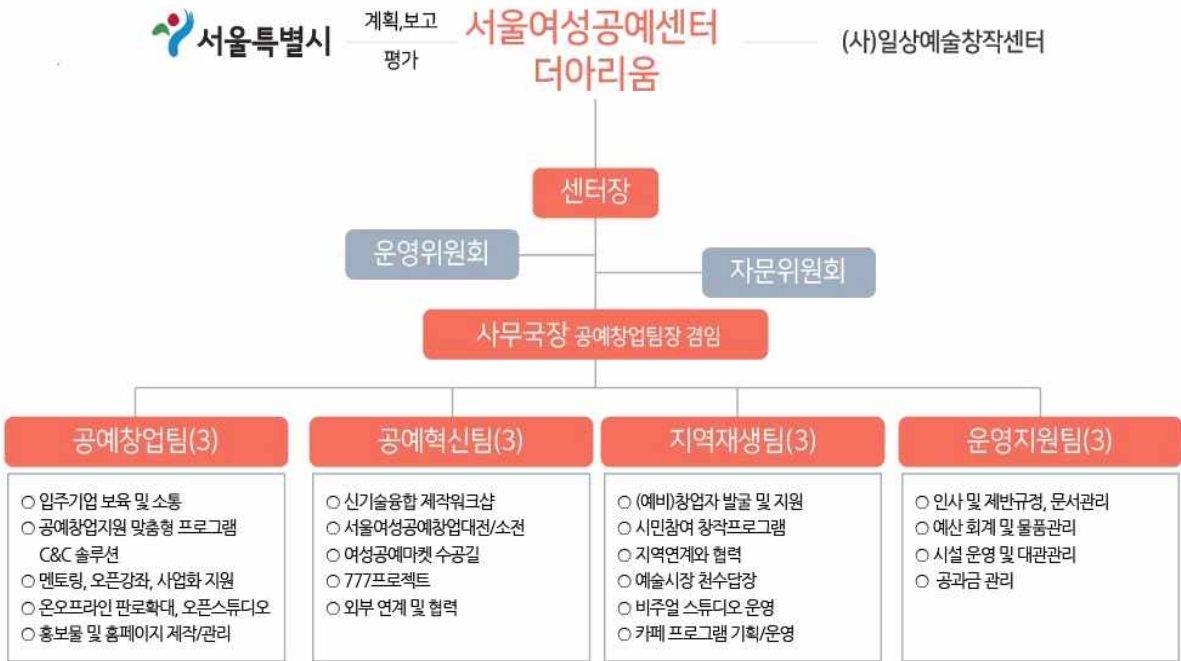 서울특별시
계획,보고
평가
서울여성공예센터
더아리움
(사)일상예술창작센터
센터장
운영위원회
자문위원회
사무국장 공예창업팀장 겸임
공예창업팀(3)
○ 입주기업 보육 및 소통
○ 공예창업지원 맞춤형 프로그램
C&C 솔루션
○ 멘토링, 오픈강좌, 사업화 지원
○ 온오프라인 판로확대, 오픈스튜디오
○ 홍보물 및 홈페이지 제작/관리
공예혁신팀(3)
○ 신기술융합 제작워크샵
○ 서울여성공예창업대전/소전
○ 여성공예마켓 수공길
○ 777프로젝트
○ 외부 연계 및 협력
지역재생팀(3)
○ (예비)창업자 발굴 및 지원
○ 시민참여 창작프로그램
○ 지역연계와 협력
○ 예술시장 천수답장
○ 비주얼 스튜디오 운영
○ 카페 프로그램 기획/운영
운영지원팀(3)
○ 인사 및 제반규정, 문서관리
○ 예산 회계 및 물품관리
○ 시설 운영 및 대관관리
○ 공과금 관리